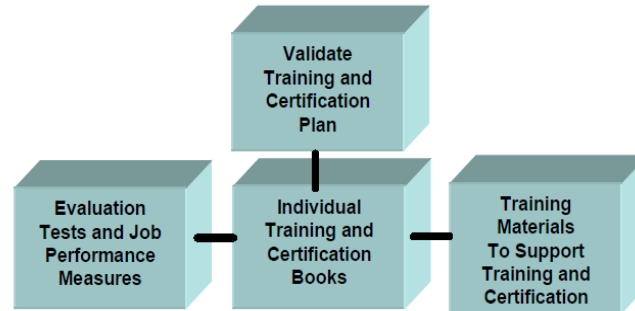 Validate
Training and
Certification
Plan
Evaluation
Tests and Job
Performance
Measures
Individual
Training and
Certification
Books
Training
Materials
To Support
Training and
Certification